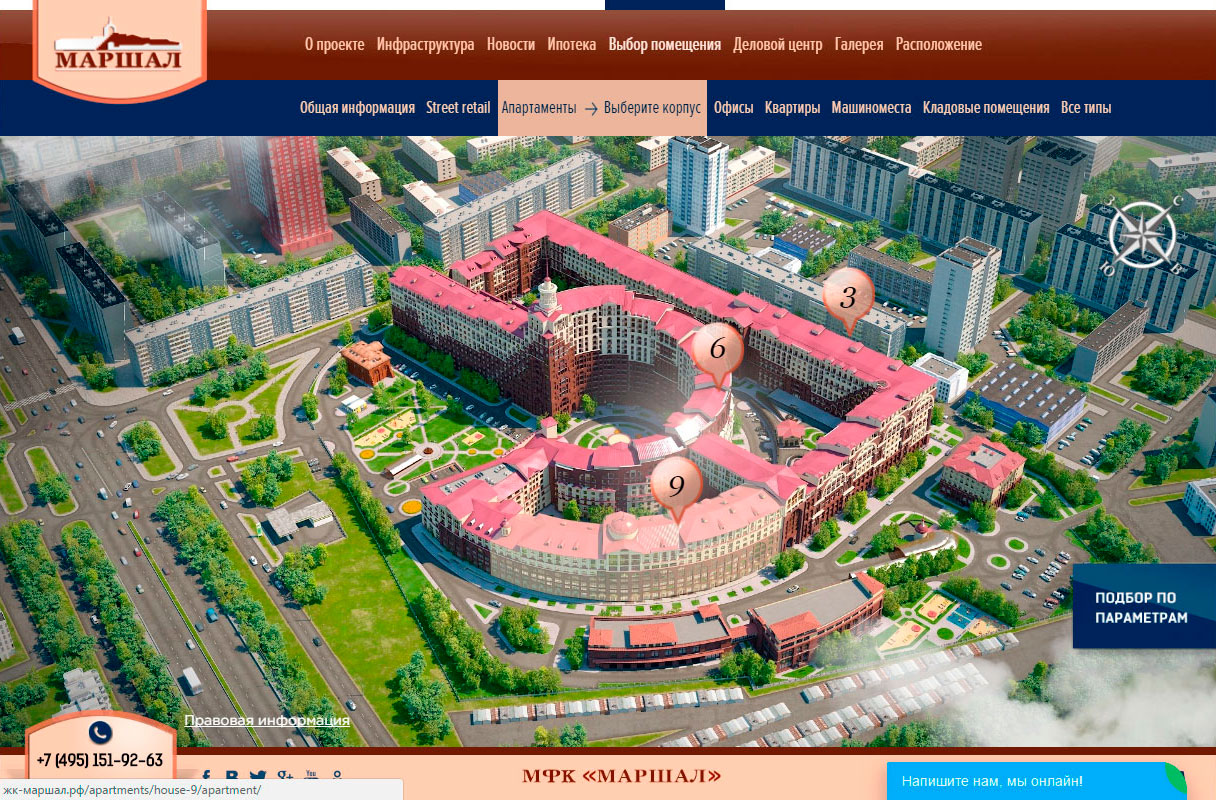 МАРШАЛ
О проекте Инфраструктура Новости Ипотека Выбор помещения Деловой центр Галерея Расположение
Общая информация Street retail Апартаменты → Выберите корпус Офисы Квартиры Машиноместа Кладовые помещения Все типы
З С
Ю В
3
6
9
ПОДБОР ПО
ПАРАМЕТРАМ
Правовая информация
+7 (495) 151-92-63
МФК «МАРШАЛ»
Напишите нам, мы онлайн!
жк-маршал.рф/apartments/house-9/apartment/